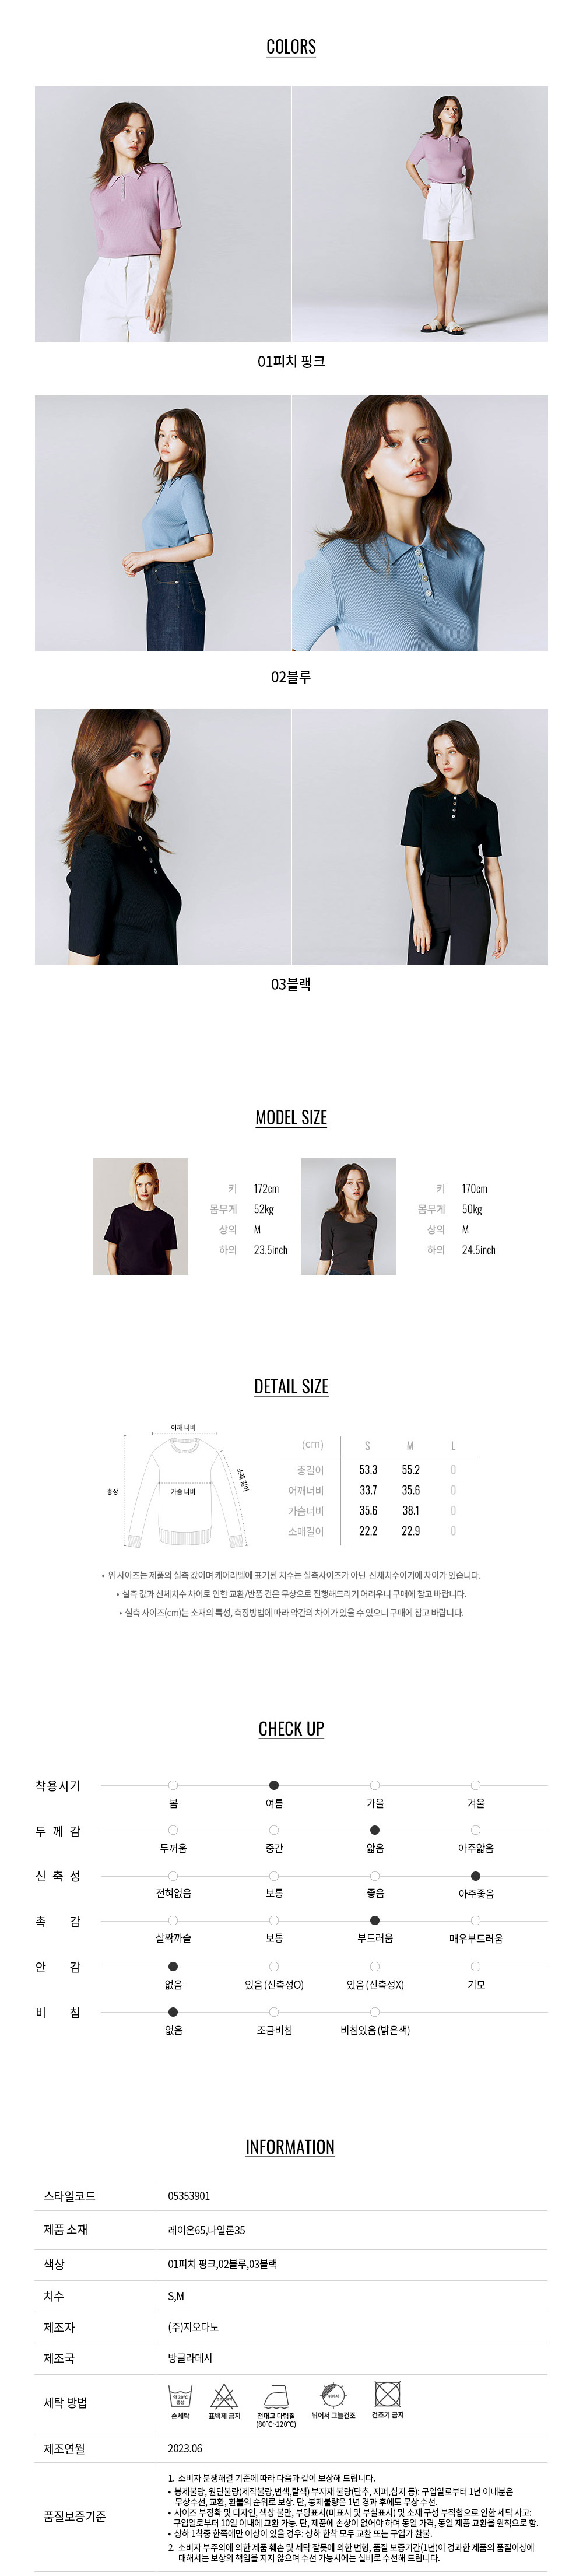 COLORS
01피치 핑크
02블루
03블랙
MODEL SIZE
키 172cm
몸무게 52kg
상의 M
하의 23.5inch
키 170cm
몸무게 50kg
상의 M
하의 24.5inch
DETAIL SIZE
어깨 너비
소매 길이
총장
가슴 너비
(cm) S M L
총길이 53.3 55.2 0
어깨너비 33.7 35.6 0
가슴너비 35.6 38.1 0
소매길이 22.2 22.9 0
• 위 사이즈는 제품의 실측 값이며 케어라벨에 표기된 치수는 실측사이즈가 아닌 신체치수이기에 차이가 있습니다.
• 실측 값과 신체치수 차이로 인한 교환/반품 건은 무상으로 진행해드리기 어려우니 구매에 참고 바랍니다.
• 실측 사이즈(cm)는 소재의 특성, 측정방법에 따라 약간의 차이가 있을 수 있으니 구매에 참고 바랍니다.
CHECK UP
착용시기
봄 여름 가을 겨울
두께감
두꺼움 중간 얇음 아주얇음
신축성
전혀없음 보통 좋음 아주좋음
촉감
살짝까슬 보통 부드러움 매우부드러움
안감
없음 있음(신축성O) 있음(신축성X) 기모
비침
없음 조금비침 비침있음(밝은색)
INFORMATION
스타일코드 05353901
제품 소재 레이온65,나일론35
색상 01피치 핑크,02블루,03블랙
치수 S,M
제조자 (주)지오다노
제조국 방글라데시
세탁 방법
약 30℃
중성
손세탁 표백제 금지 천대고 다림질 뉘어서 그늘건조 건조기 금지
(80℃~120℃)
제조연월 2023.06
품질보증기준
1. 소비자 분쟁해결 기준에 따라 다음과 같이 보상해 드립니다.
• 봉제불량, 원단불량(제작불량,변색,탈색) 부자재 불량(단추, 지퍼,심지 등): 구입일로부터 1년 이내분은
무상수선, 교환, 환불의 순위로 보상. 단, 봉제불량은 1년 경과 후에도 무상 수선.
• 사이즈 부정확 및 디자인, 색상 불만, 부당표시(미표시 및 부실표시) 및 소재 구성 부적합으로 인한 세탁 사고:
구입일로부터 10일 이내에 교환 가능. 단, 제품에 손상이 없어야 하며 동일 가격, 동일 제품 교환을 원칙으로 함.
• 상하 1착중 한쪽에만 이상이 있을 경우: 상하 한착 모두 교환 또는 구입가 환불.
2. 소비자 부주의에 의한 제품 훼손 및 세탁 잘못에 의한 변형, 품질 보증기간(1년)이 경과한 제품의 품질이상에
대해서는 보상의 책임을 지지 않으며 수선 가능시에는 실비로 수선해 드립니다.